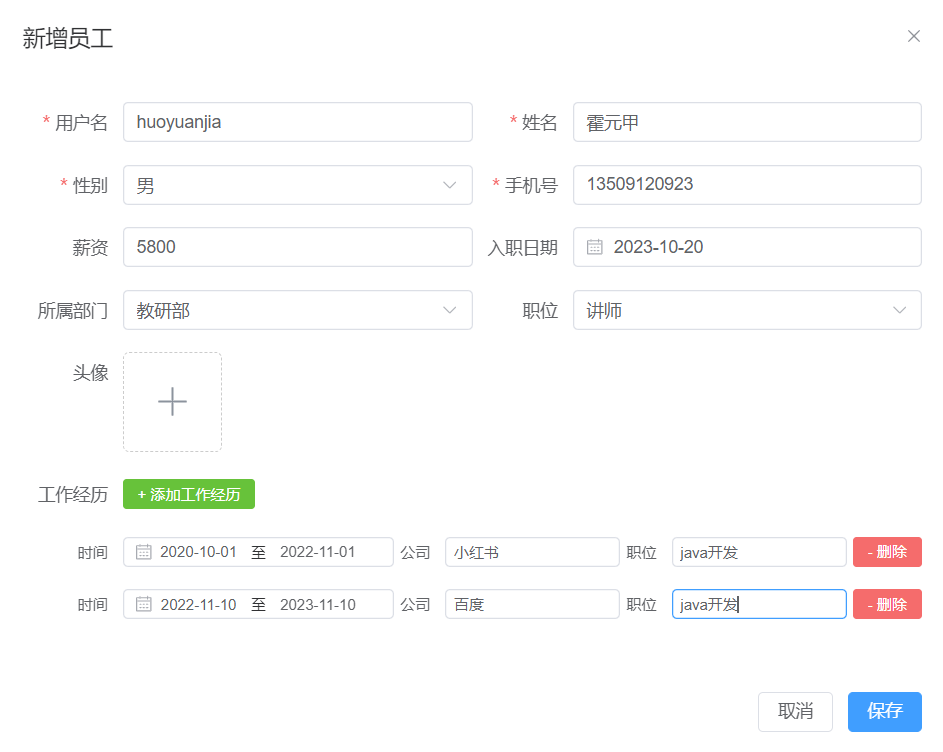 新增员工
* 用户名 huoyuanjia * 姓名 霍元甲
* 性别 男 * 手机号 13509120923
薪资 5800 入职日期 2023-10-20
所属部门 教研部 职位 讲师
头像
工作经历 + 添加工作经历
时间 2020-10-01 至 2022-11-01 公司 小红书 职位 java开发 - 删除
时间 2022-11-10 至 2023-11-10 公司 百度 职位 java开发 - 删除
取消 保存